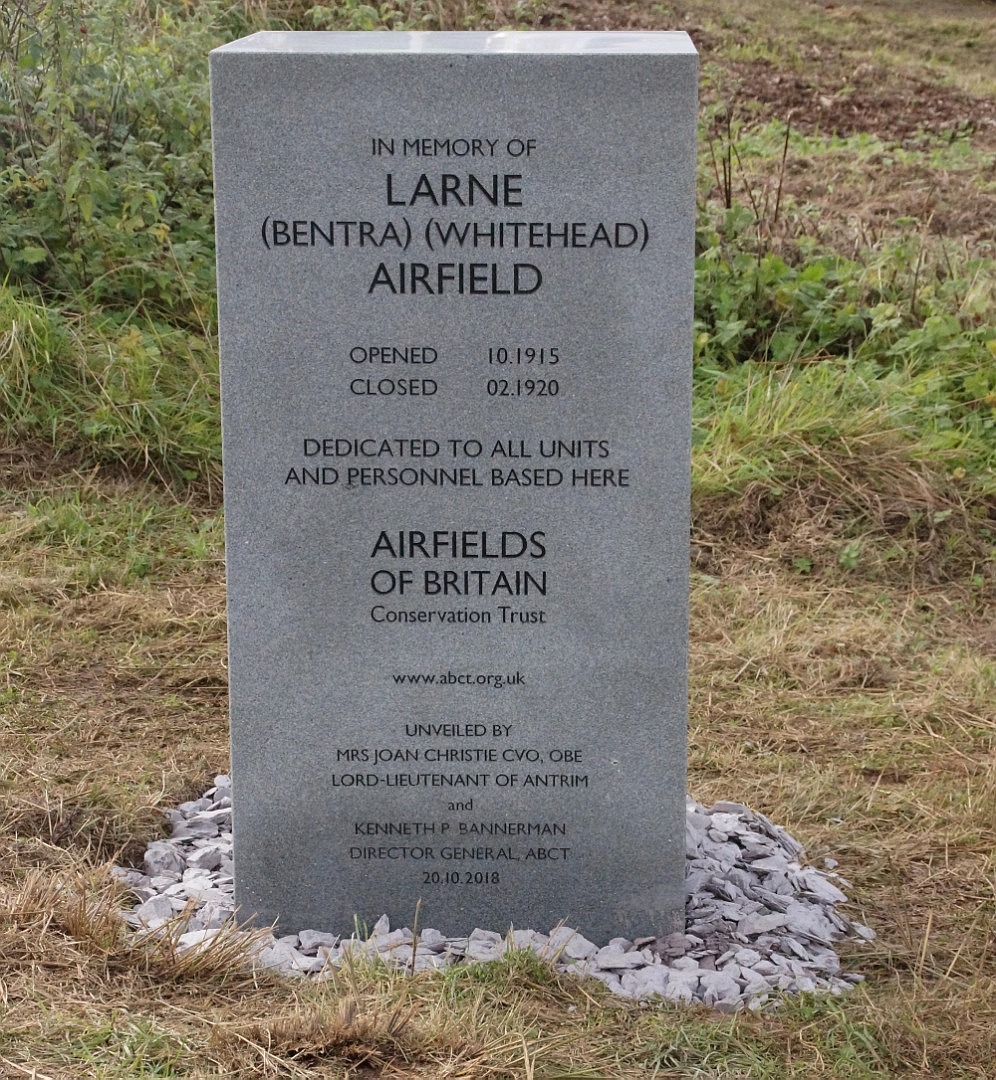 IN MEMORY OF
LARNE
(BENTRA) (WHITEHEAD)
AIRFIELD
OPENED 10.1915
CLOSED 02.1920
DEDICATED TO ALL UNITS
AND PERSONNEL BASED HERE
AIRFIELDS
OF BRITAIN
Conservation Trust
www.abct.org.uk
UNVEILED BY
MRS JOAN CHRISTIE CVO, OBE
LORD-LIEUTENANT OF ANTRIM
and
KENNETH P BANNERMAN
DIRECTOR GENERAL, ABCT
20.10.2018